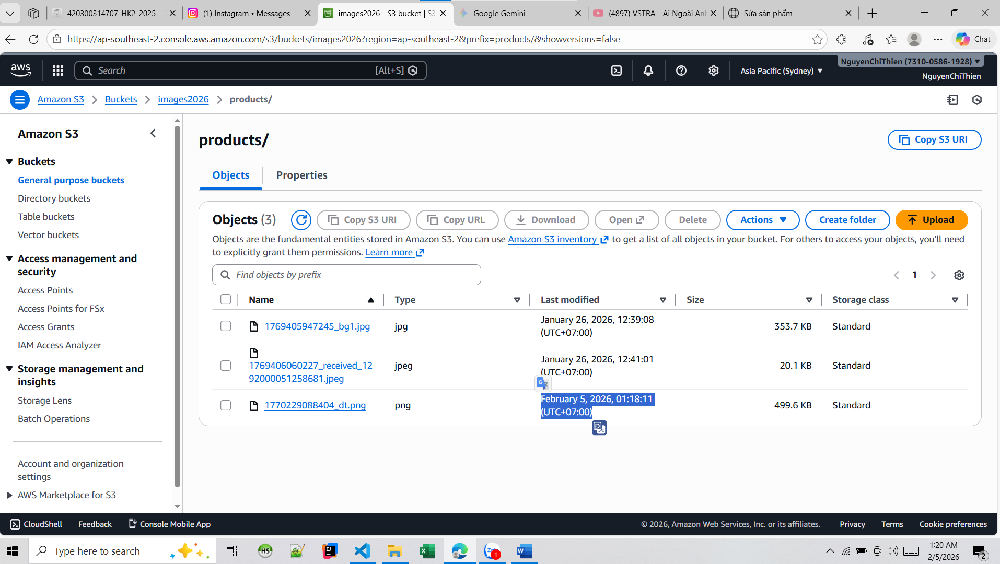 420300314707_HK2_2025_-_
(1) Instagram • Messages
images2026 - S3 bucket | S3
Google Gemini
(4897) VSTRA - Ai Ngoài Anh
Sửa sản phẩm
https://ap-southeast-2.console.aws.amazon.com/s3/buckets/images2026?region=ap-southeast-2&prefix=products/&showversions=false
Chat
aws
Search
[Alt+S]
Asia Pacific (Sydney)
NguyenChiThien (7310-0586-1928)
NguyenChiThien
Amazon S3
Buckets
images2026
products/
Amazon S3
Buckets
General purpose buckets
Directory buckets
Table buckets
Vector buckets
Access management and
security
Access Points
Access Points for FSx
Access Grants
IAM Access Analyzer
Storage management and
insights
Storage Lens
Batch Operations
Account and organization
settings
AWS Marketplace for S3
products/
Copy S3 URI
Objects
Properties
Objects (3)
Copy S3 URI
Copy URL
Download
Open
Delete
Actions
Create folder
Upload
Objects are the fundamental entities stored in Amazon S3. You can use Amazon S3 inventory to get a list of all objects in your bucket. For others to access your objects, you'll need
to explicitly grant them permissions. Learn more
Find objects by prefix
1
Name
Type
Last modified
Size
Storage class
1769405947245_bg1.jpg
jpg
January 26, 2026, 12:39:08
(UTC+07:00)
353.7 KB
Standard
1769406060227_received_12
92000051258681.jpeg
jpeg
January 26, 2026, 12:41:01
(UTC+07:00)
20.1 KB
Standard
1770229088404_dt.png
png
February 5, 2026, 01:18:11
(UTC+07:00)
499.6 KB
Standard
CloudShell
Feedback
Console Mobile App
© 2026, Amazon Web Services, Inc. or its affiliates.
Privacy
Terms
Cookie preferences
Type here to search
HS
1
1:20 AM
2/5/2026
2